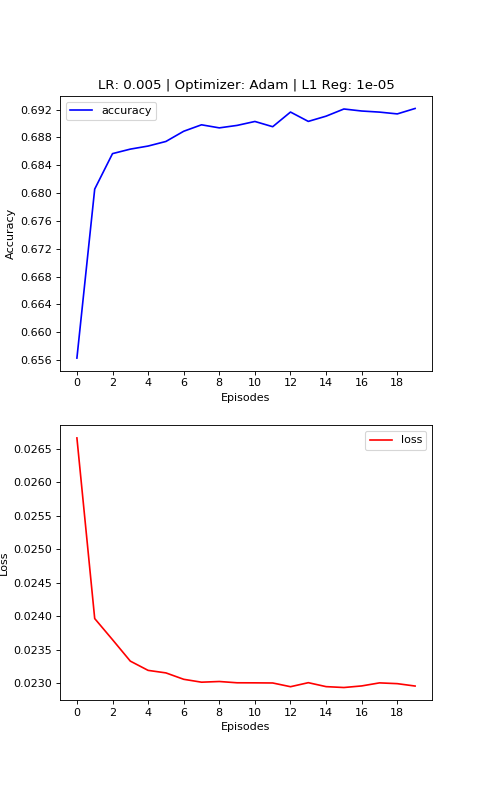 LR: 0.005 | Optimizer: Adam | L1 Reg: 1e-05
accuracy
0.692
0.688
0.684
0.680
0.676
0.672
0.668
0.664
0.660
0.656
Accuracy
0 2 4 6 8 10 12 14 16 18
Episodes
loss
0.0265
0.0260
0.0255
0.0250
0.0245
0.0240
0.0235
0.0230
Loss
0 2 4 6 8 10 12 14 16 18
Episodes